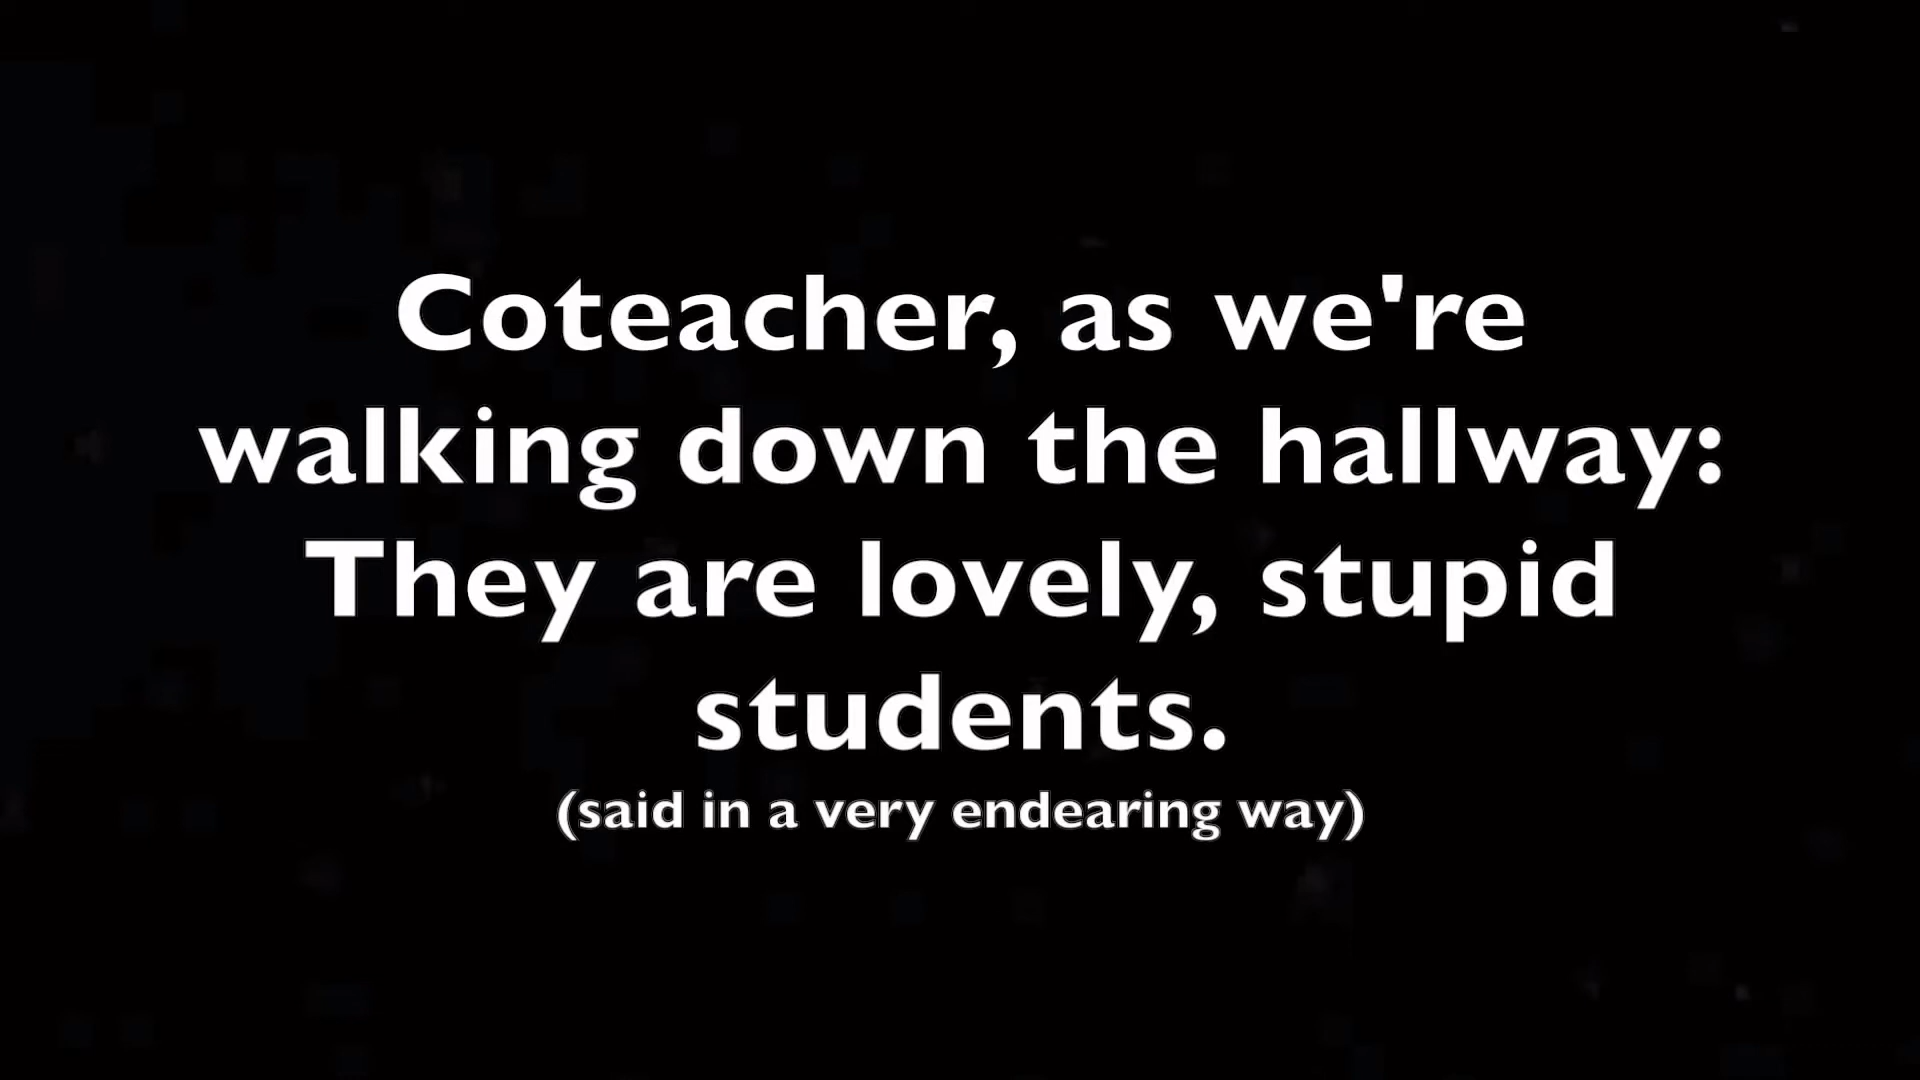 Coteacher, as we're
walking down the hallway:
They are lovely, stupid
students.
(said in a very endearing way)